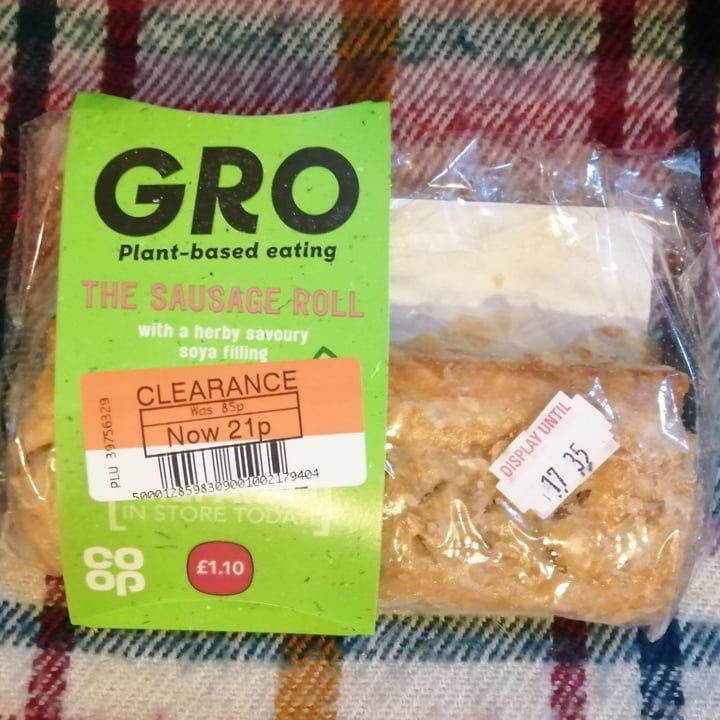 GRO
Plant-based eating
THE SAUSAGE ROLL
with a herby savoury
soya filling
CLEARANCE
Was 85p
Now 21p
PLU 39756329
5000128598309001002179404
IN STORE TODAY
CO
OP
£1.10
DISPLAY UNTIL
17 35